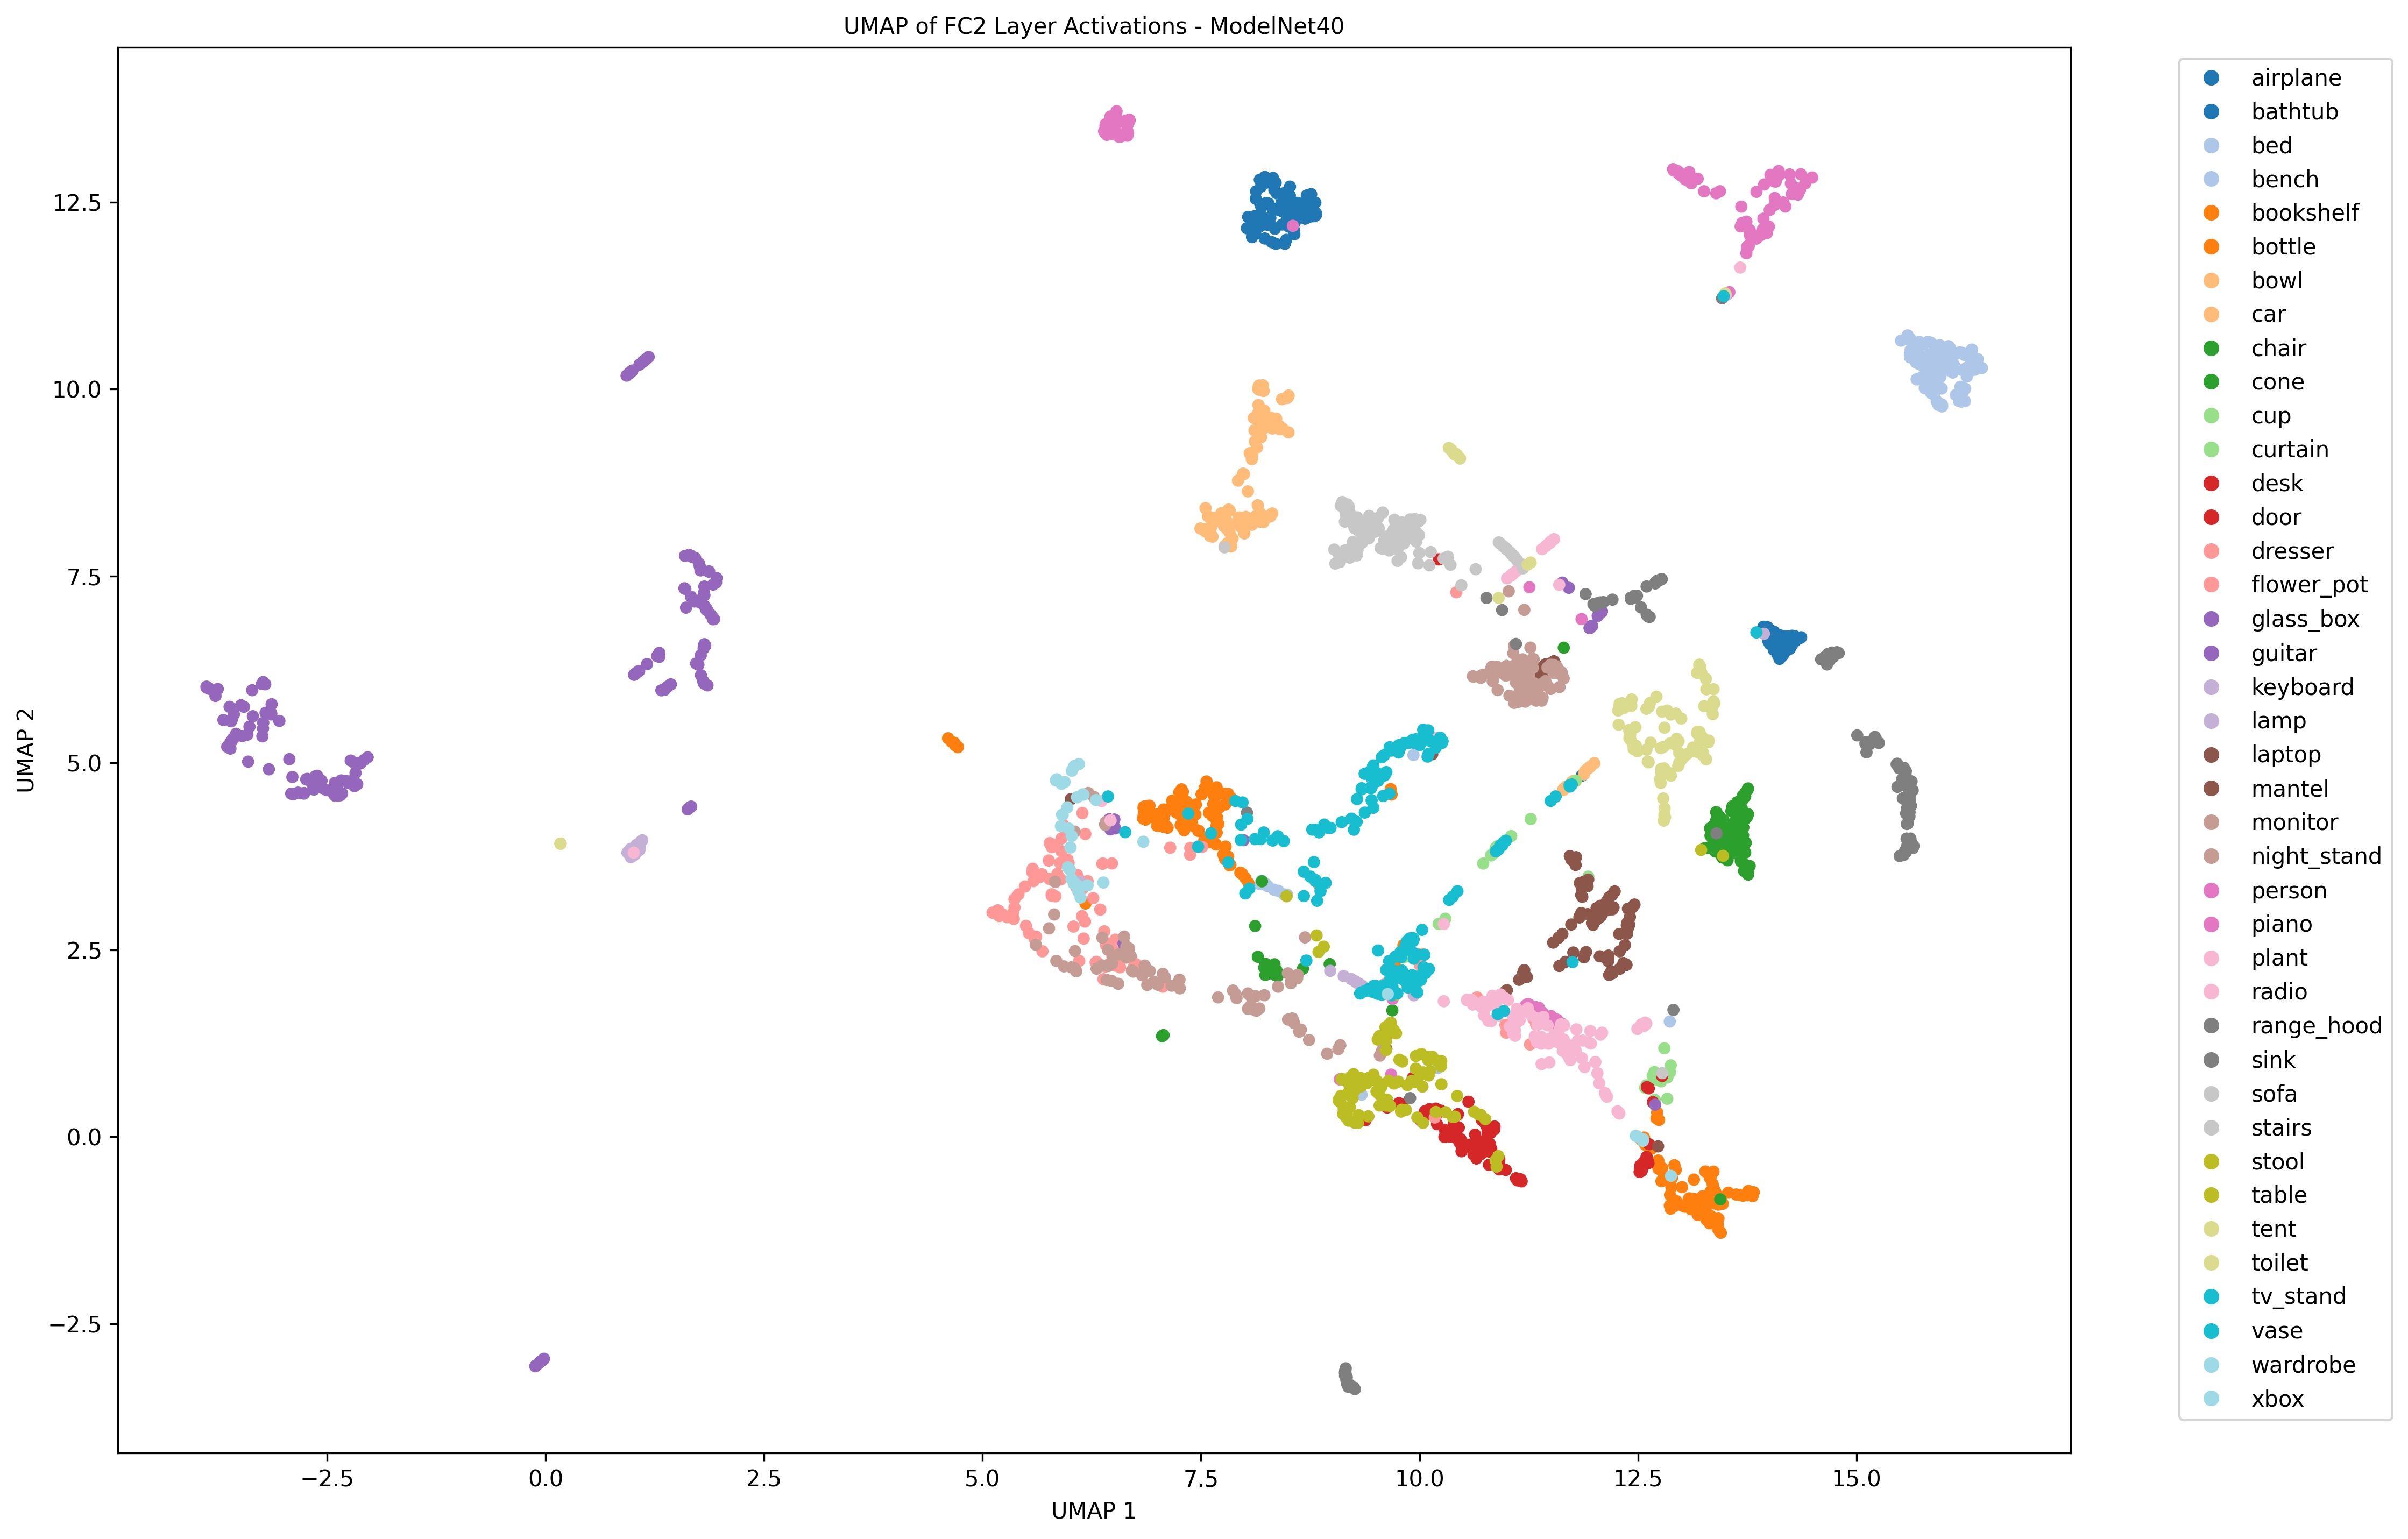 UMAP of FC2 Layer Activations - ModelNet40
UMAP 2
12.5
10.0
7.5
5.0
2.5
0.0
−2.5
−2.5
0.0
2.5
5.0
7.5
10.0
12.5
15.0
UMAP 1
airplane
bathtub
bed
bench
bookshelf
bottle
bowl
car
chair
cone
cup
curtain
desk
door
dresser
flower_pot
glass_box
guitar
keyboard
lamp
laptop
mantel
monitor
night_stand
person
piano
plant
radio
range_hood
sink
sofa
stairs
stool
table
tent
toilet
tv_stand
vase
wardrobe
xbox